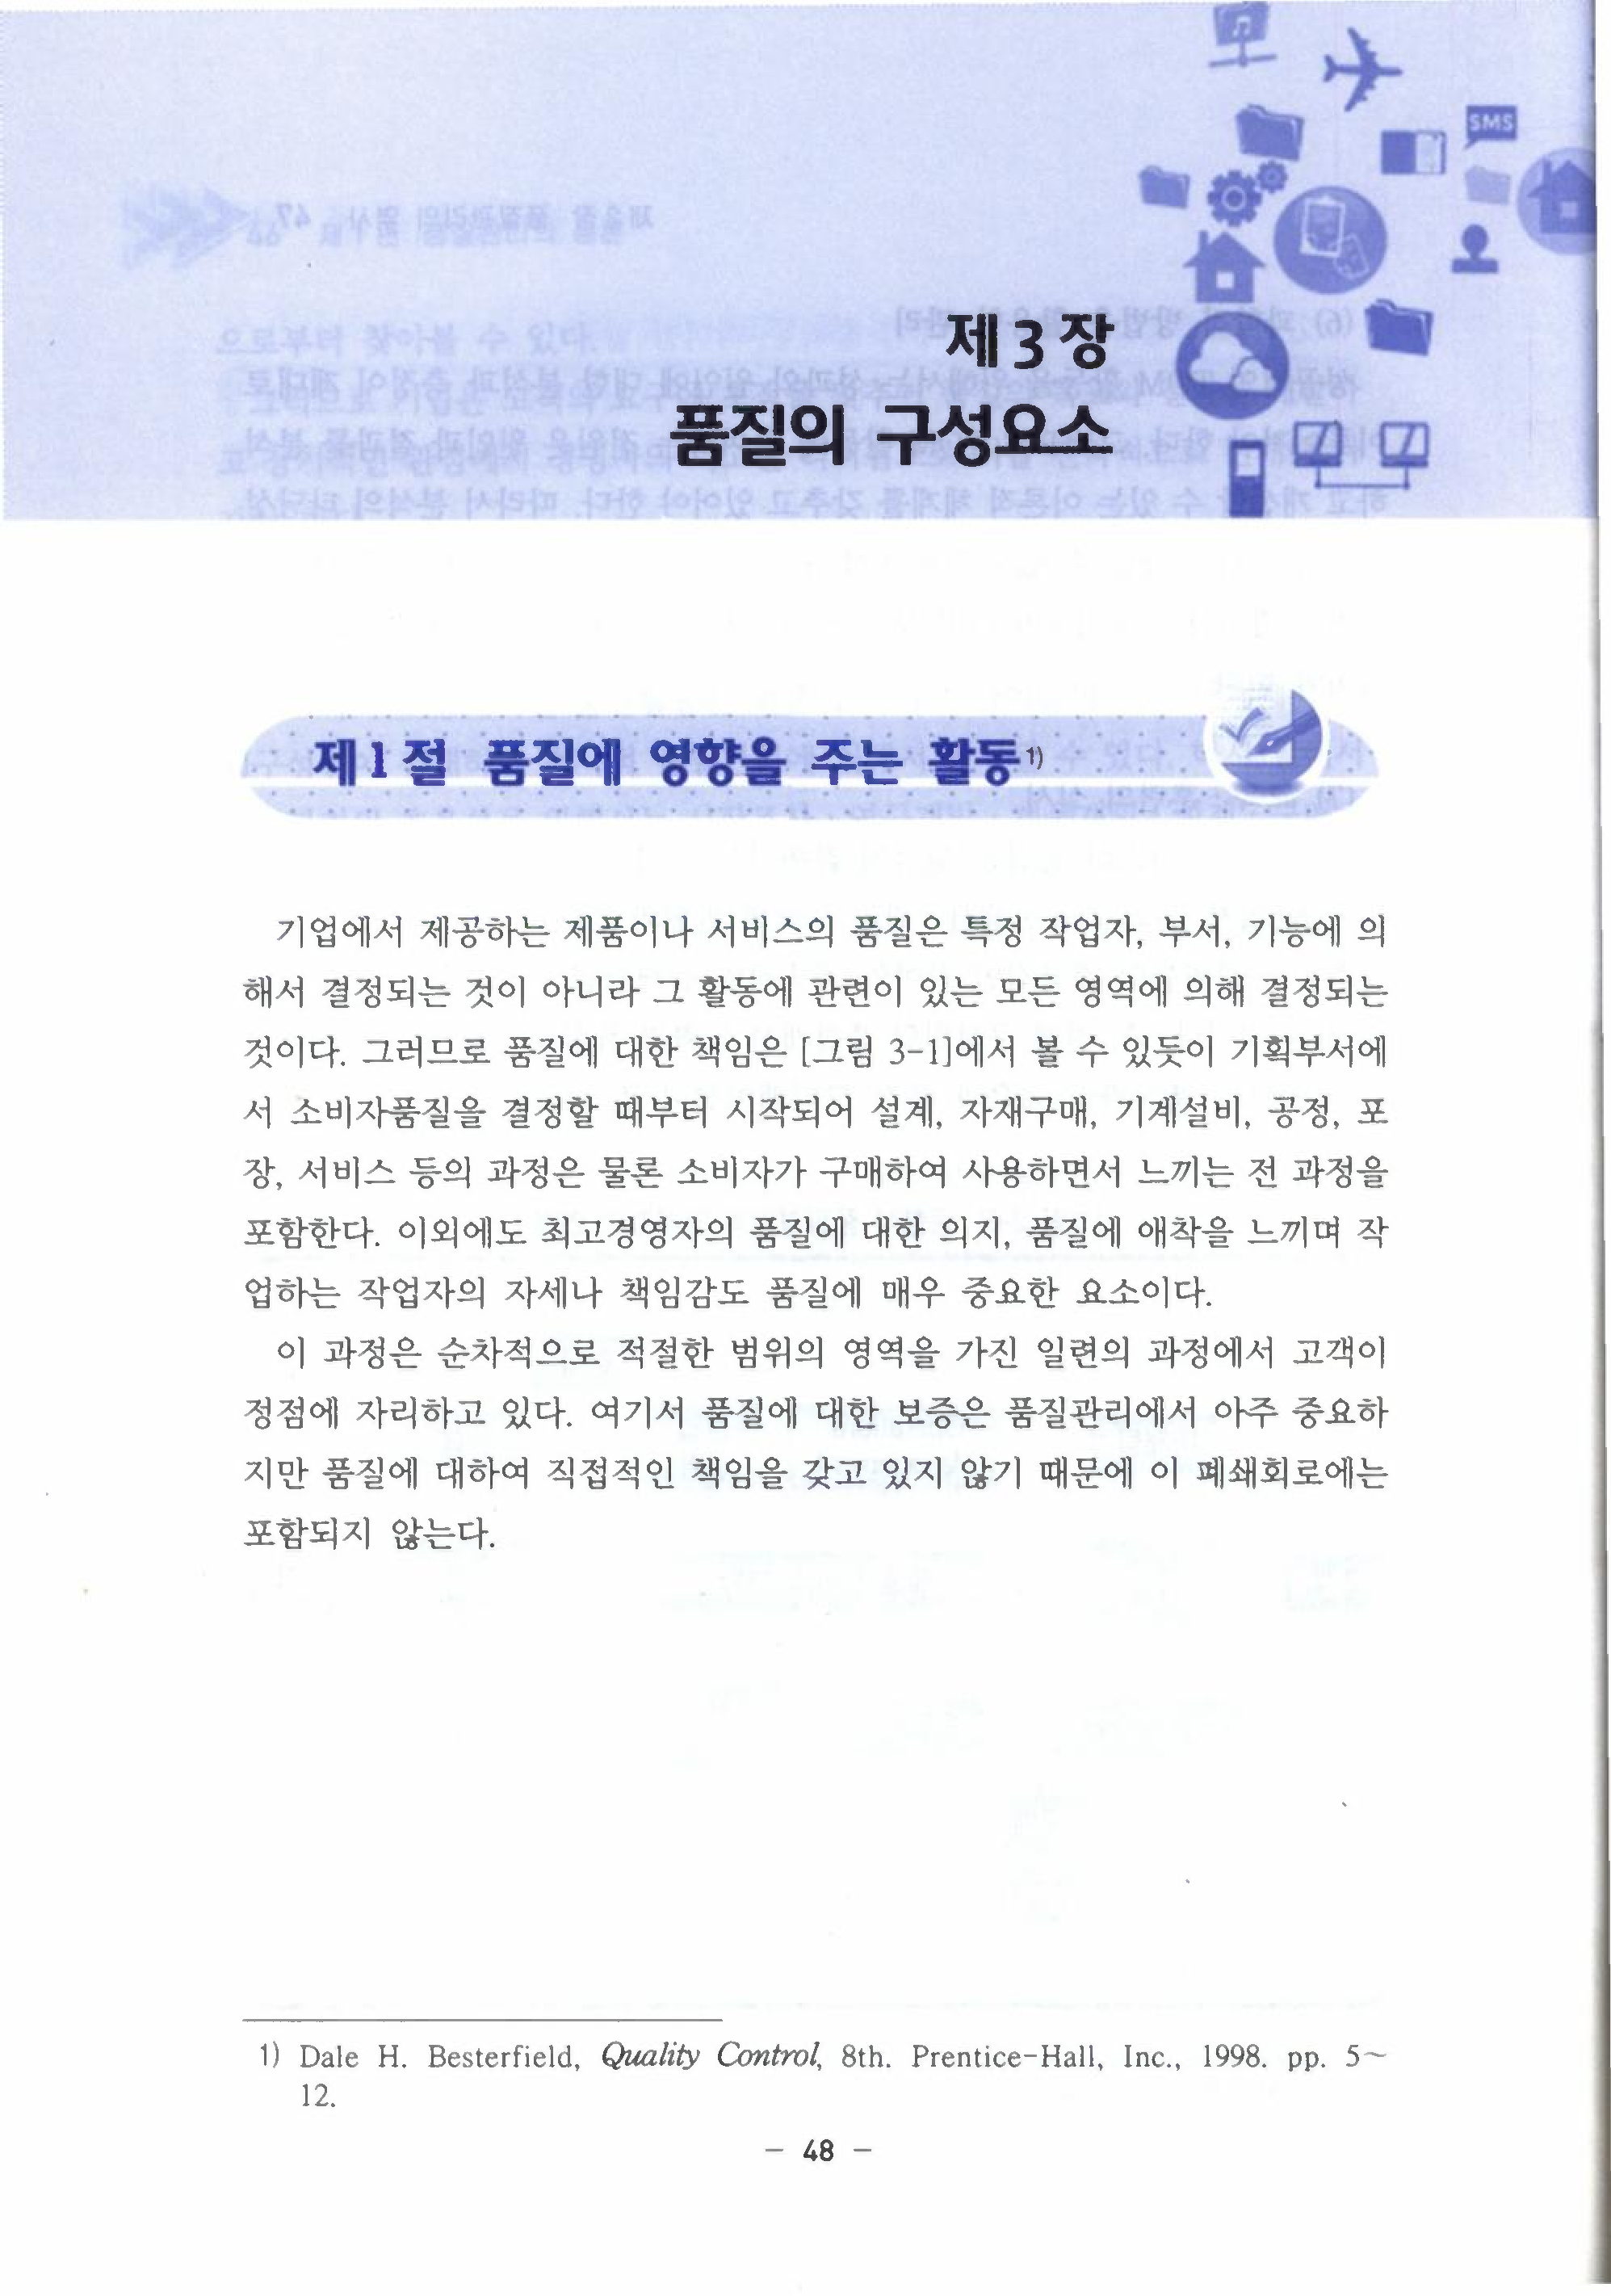 SMS
제3장
품질의 구성요소
제1절 품질에 영향을 주는 활동1)
기업에서 제공하는 제품이나 서비스의 품질은 특정 작업자, 부서, 기능에 의
해서 결정되는 것이 아니라 그 활동에 관련이 있는 모든 영역에 의해 결정되는
것이다. 그러므로 품질에 대한 책임은 [그림 3-1]에서 볼 수 있듯이 기획부서에
서 소비자품질을 결정할 때부터 시작되어 설계, 자재구매, 기계설비, 공정, 포
장, 서비스 등의 과정은 물론 소비자가 구매하여 사용하면서 느끼는 전 과정을
포함한다. 이외에도 최고경영자의 품질에 대한 의지, 품질에 애착을 느끼며 작
업하는 작업자의 자세나 책임감도 품질에 매우 중요한 요소이다.
이 과정은 순차적으로 적절한 범위의 영역을 가진 일련의 과정에서 고객이
정점에 자리하고 있다. 여기서 품질에 대한 보증은 품질관리에서 아주 중요하
지만 품질에 대하여 직접적인 책임을 갖고 있지 않기 때문에 이 폐쇄회로에는
포함되지 않는다.
1) Dale H. Besterfield, Quality Control, 8th. Prentice-Hall, Inc., 1998. pp. 5~
12.
- 48 -